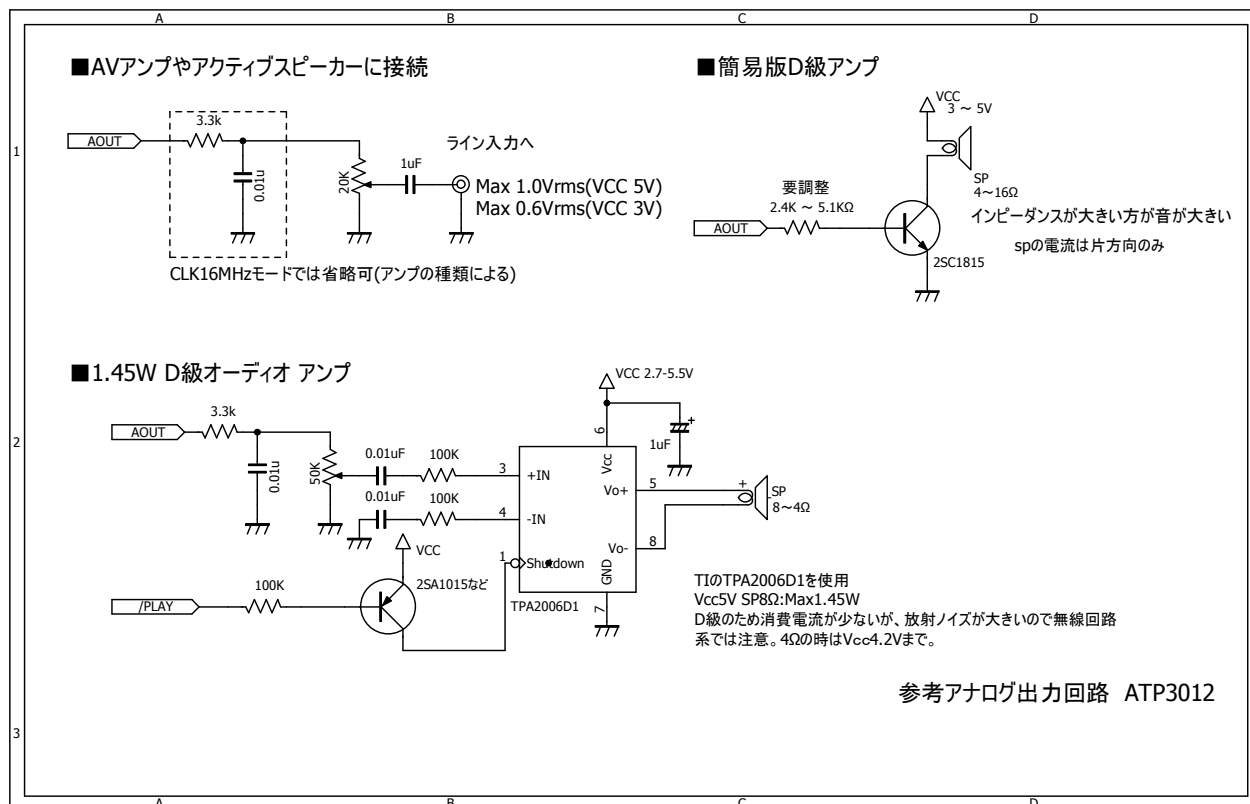 A B C D
1
2
3
■AVアンプやアクティブスピーカーに接続
AOUT
3.3k
0.01u
20K
1uF
ライン入力へ
Max 1.0Vrms(VCC 5V)
Max 0.6Vrms(VCC 3V)
CLK16MHzモードでは省略可(アンプの種類による)
■簡易版D級アンプ
VCC
3 ～ 5V
SP
4～16Ω
インピーダンスが大きい方が音が大きい
spの電流は片方向のみ
要調整
2.4K ～ 5.1KΩ
AOUT
2SC1815
■1.45W D級オーディオ アンプ
AOUT
3.3k
0.01u
50K
0.01uF
100K
0.01uF
100K
VCC 2.7-5.5V
1uF
+
6
Vcc
3
+IN
4
-IN
1
Shutdown
5
Vo+
8
Vo-
GND
7
TPA2006D1
+
SP
-
8～4Ω
VCC
2SA1015など
/PLAY
100K
TIのTPA2006D1を使用
Vcc5V SP8Ω:Max1.45W
D級のため消費電流が少ないが、放射ノイズが大きいので無線回路
系では注意。4Ωの時はVcc4.2Vまで。
参考アナログ出力回路 ATP3012
A B C D